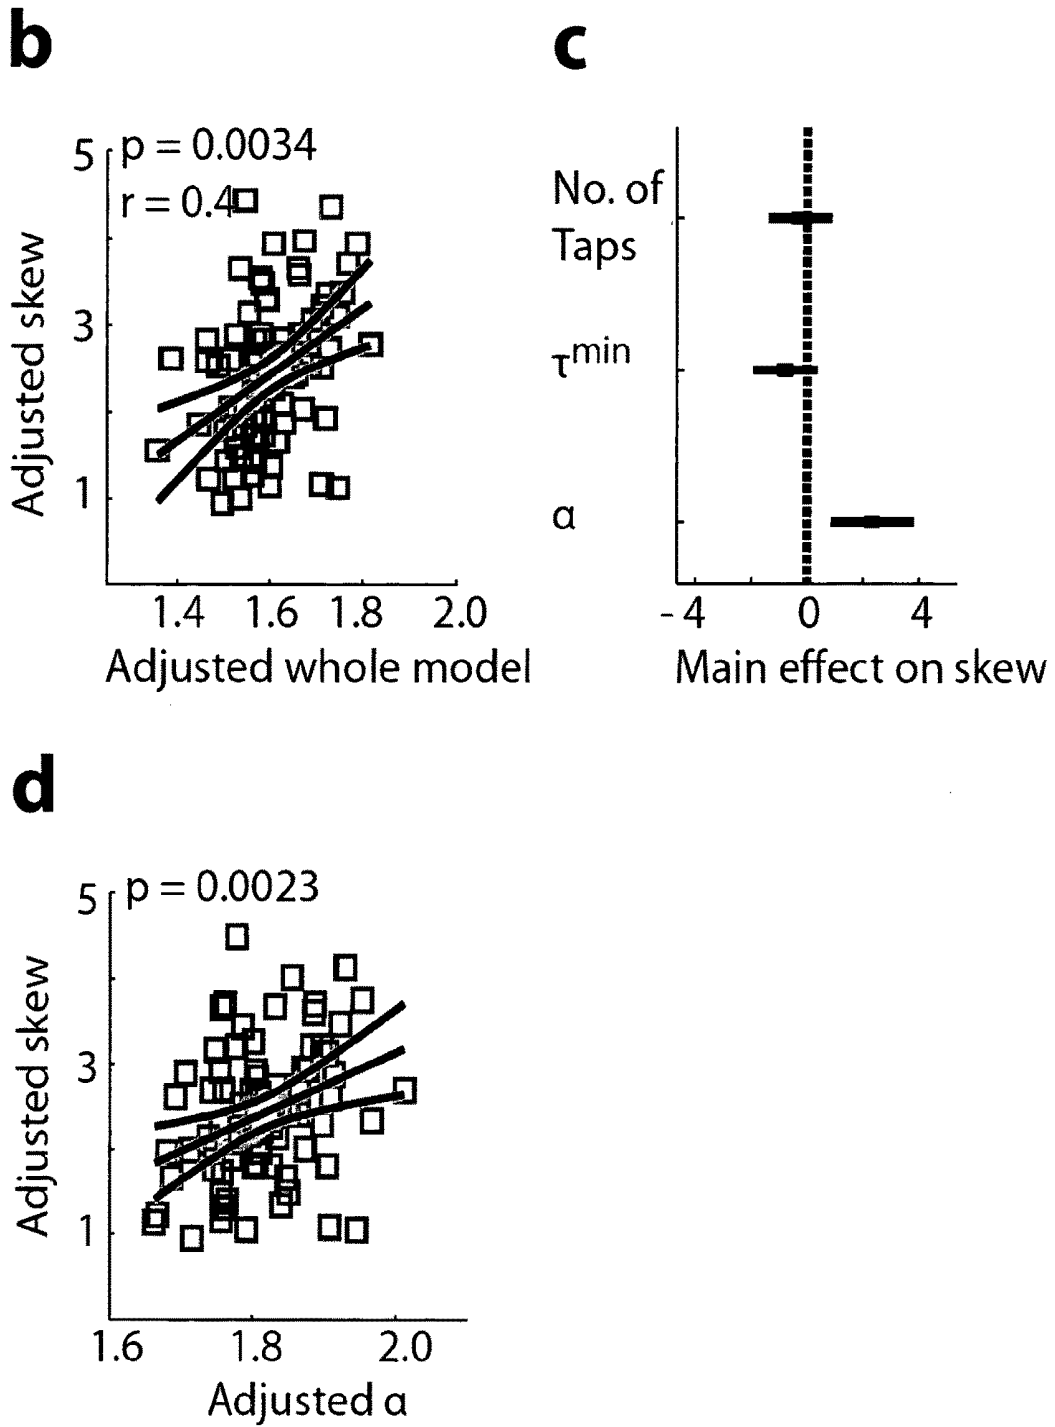 b
p = 0.0034
r = 0.4
5
3
1
Adjusted skew
1.4 1.6 1.8 2.0
Adjusted whole model
c
No. of
Taps
τmin
α
-4 0 4
Main effect on skew
d
p = 0.0023
5
3
1
Adjusted skew
1.6 1.8 2.0
Adjusted α